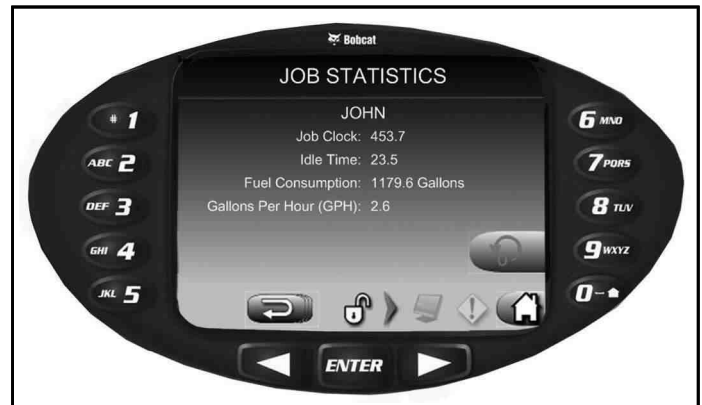 Bobcat
JOB STATISTICS
JOHN
Job Clock: 453.7
Idle Time: 23.5
Fuel Consumption: 1179.6 Gallons
Gallons Per Hour (GPH): 2.6
# 1
ABC 2
DEF 3
GHI 4
JKL 5
6 MNO
7 PQRS
8 TUV
9 WXYZ
0-
ENTER